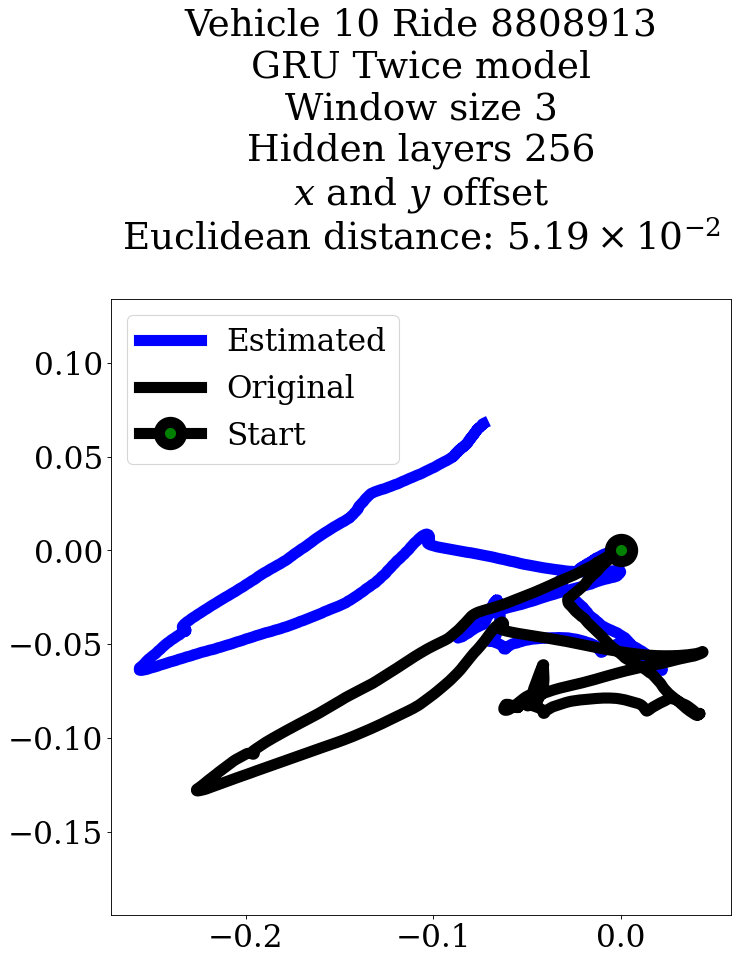 Vehicle 10 Ride 8808913
GRU Twice model
Window size 3
Hidden layers 256
x and y offset
Euclidean distance: 5.19 × 10⁻²
Estimated
Original
Start
0.10
0.05
0.00
−0.05
−0.10
−0.15
−0.2 −0.1 0.0